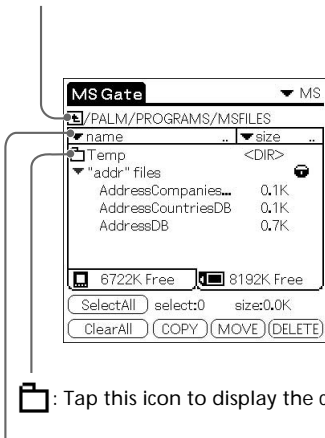 MS Gate MS
/PALM/PROGRAMS/MSFILES
name .. size ..
Temp <DIR>
"addr" files
AddressCompanies... 0.1K
AddressCountriesDB 0.1K
AddressDB 0.7K
6722K Free 8192K Free
SelectAll select:0 size:0.0K
ClearAll COPY MOVE DELETE
: Tap this icon to display the